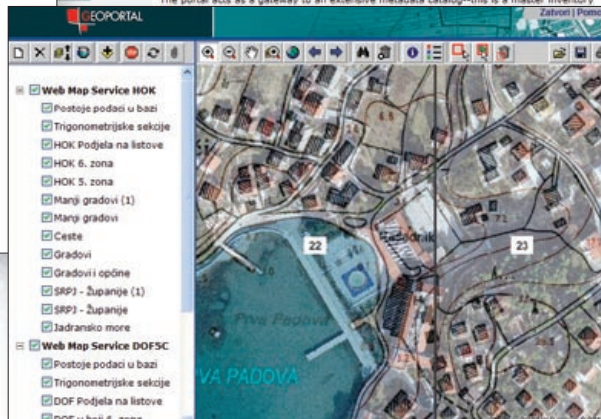 The portal acts as a gateway to an extensive metadata catalog--this is a master inventory
GEOPORTAL
Zatvori | Pomo
Web Map Service HOK
Postoje podaci u bazi
Trigonometrijske sekcije
HOK Podjela na listove
HOK 6. zona
HOK 5. zona
Manji gradovi (1)
Manji gradovi
Ceste
Gradovi
Gradovi i općine
SRPJ - Županije (1)
SRPJ - Županije
Jadransko more
Web Map Service DOF5C
Postoje podaci u bazi
Trigonometrijske sekcije
DOF Podjela na listove
22
23
Prva Padova
VA PADOVA